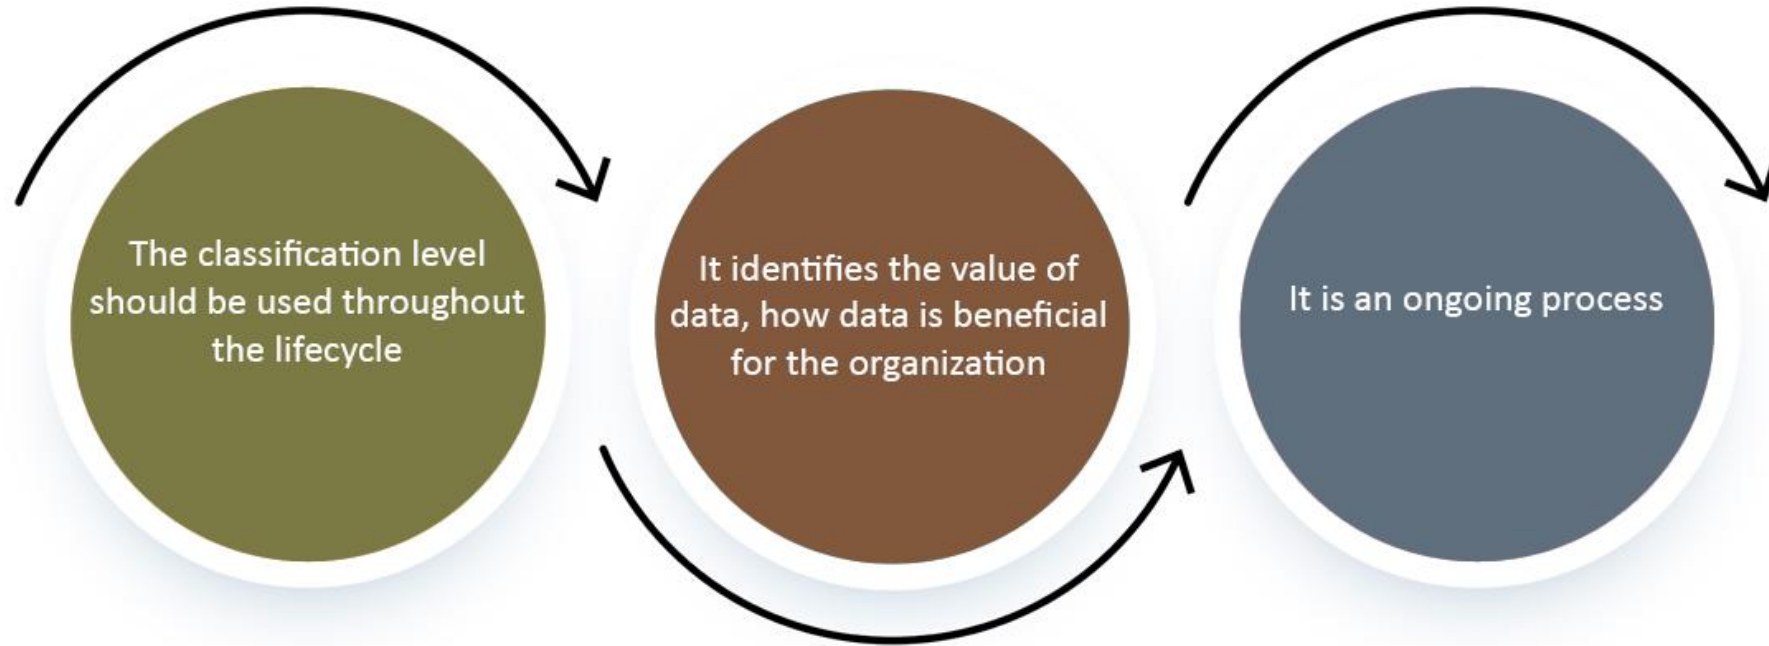 The classification level
should be used throughout
the lifecycle
It identifies the value of
data, how data is beneficial
for the organization
It is an ongoing process